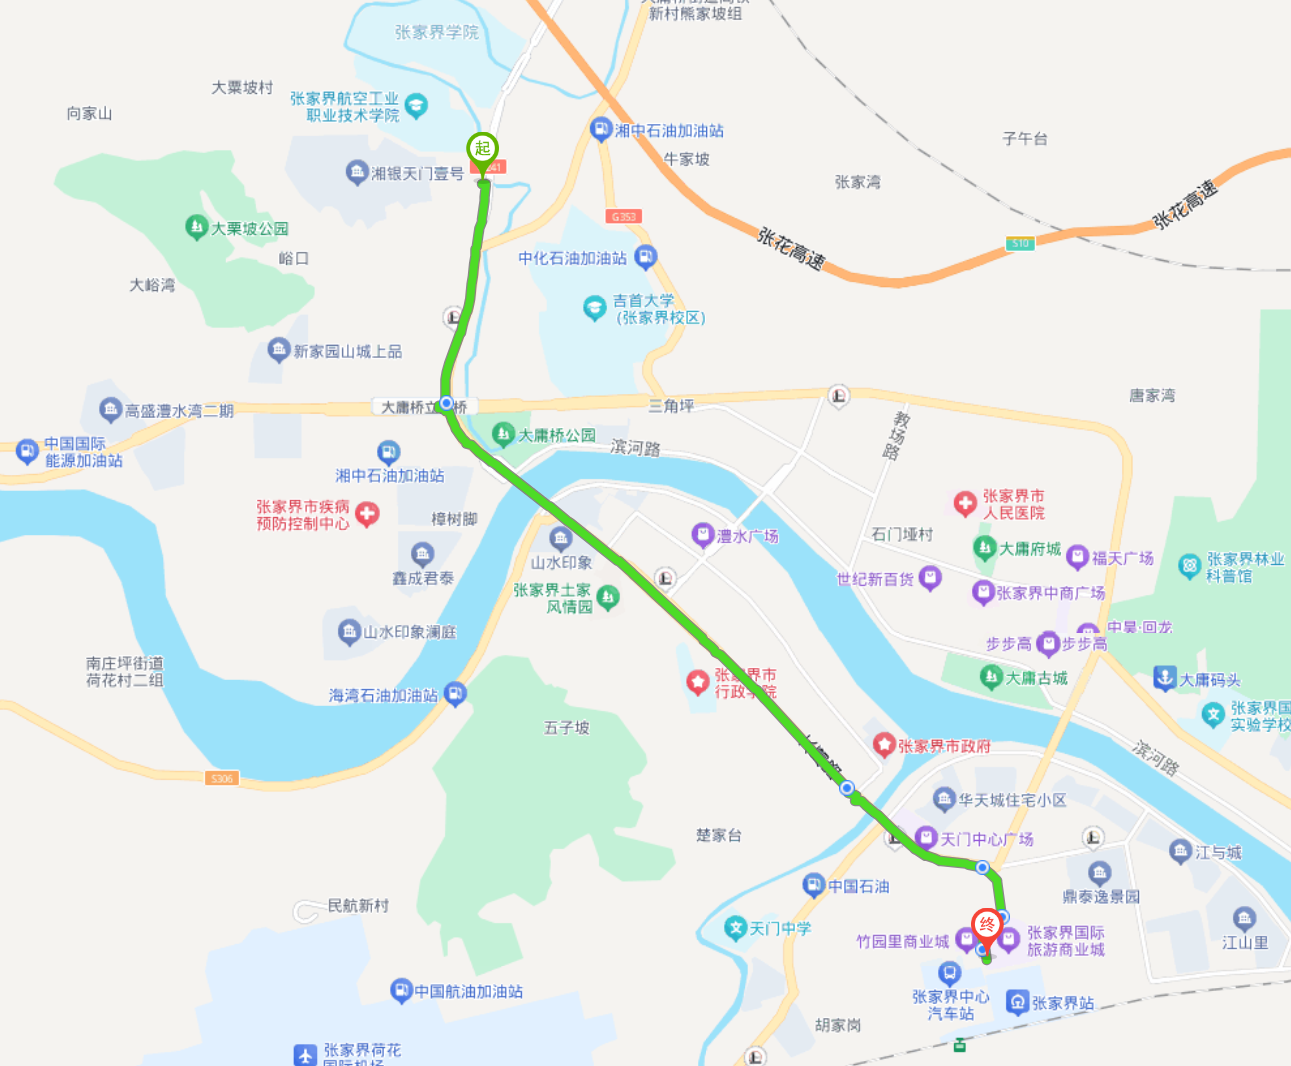 新村熊家坡组
张家界学院
大粟坡村
张家界航空工业
职业技术学院
向家山
湘中石油加油站
子午台
起
牛家坡
湘银天门壹号
张家湾
张花高速
G353
大栗坡公园
张花高速
S10
峪口
中化石油加油站
大峪湾
吉首大学
(张家界校区)
新家园山城上品
唐家湾
大庸桥立
桥
三角坪
高盛澧水湾二期
教场路
大庸桥公园
滨河路
中国国际
能源加油站
湘中石油加油站
张家界市
人民医院
张家界市疾病
预防控制中心
樟树脚
石门垭村
澧水广场
大庸府城
福天广场
山水印象
张家界林业
科普馆
鑫成君泰
世纪新百货
张家界土家
风情园
张家界中商广场
中昊·回龙
山水印象澜庭
步步高
步步高
南庄坪街道
荷花村二组
张家界市
行政学院
大庸古城
大庸码头
海湾石油加油站
张家界国
实验学校
五子坡
张家界市政府
滨河路
S306
华天城住宅小区
楚家台
天门中心广场
江与城
中国石油
鼎泰逸景园
民航新村
终
天门中学
竹园里商业城
张家界国际
旅游商业城
江山里
中国航油加油站
张家界中心
汽车站
张家界站
胡家岗
张家界荷花